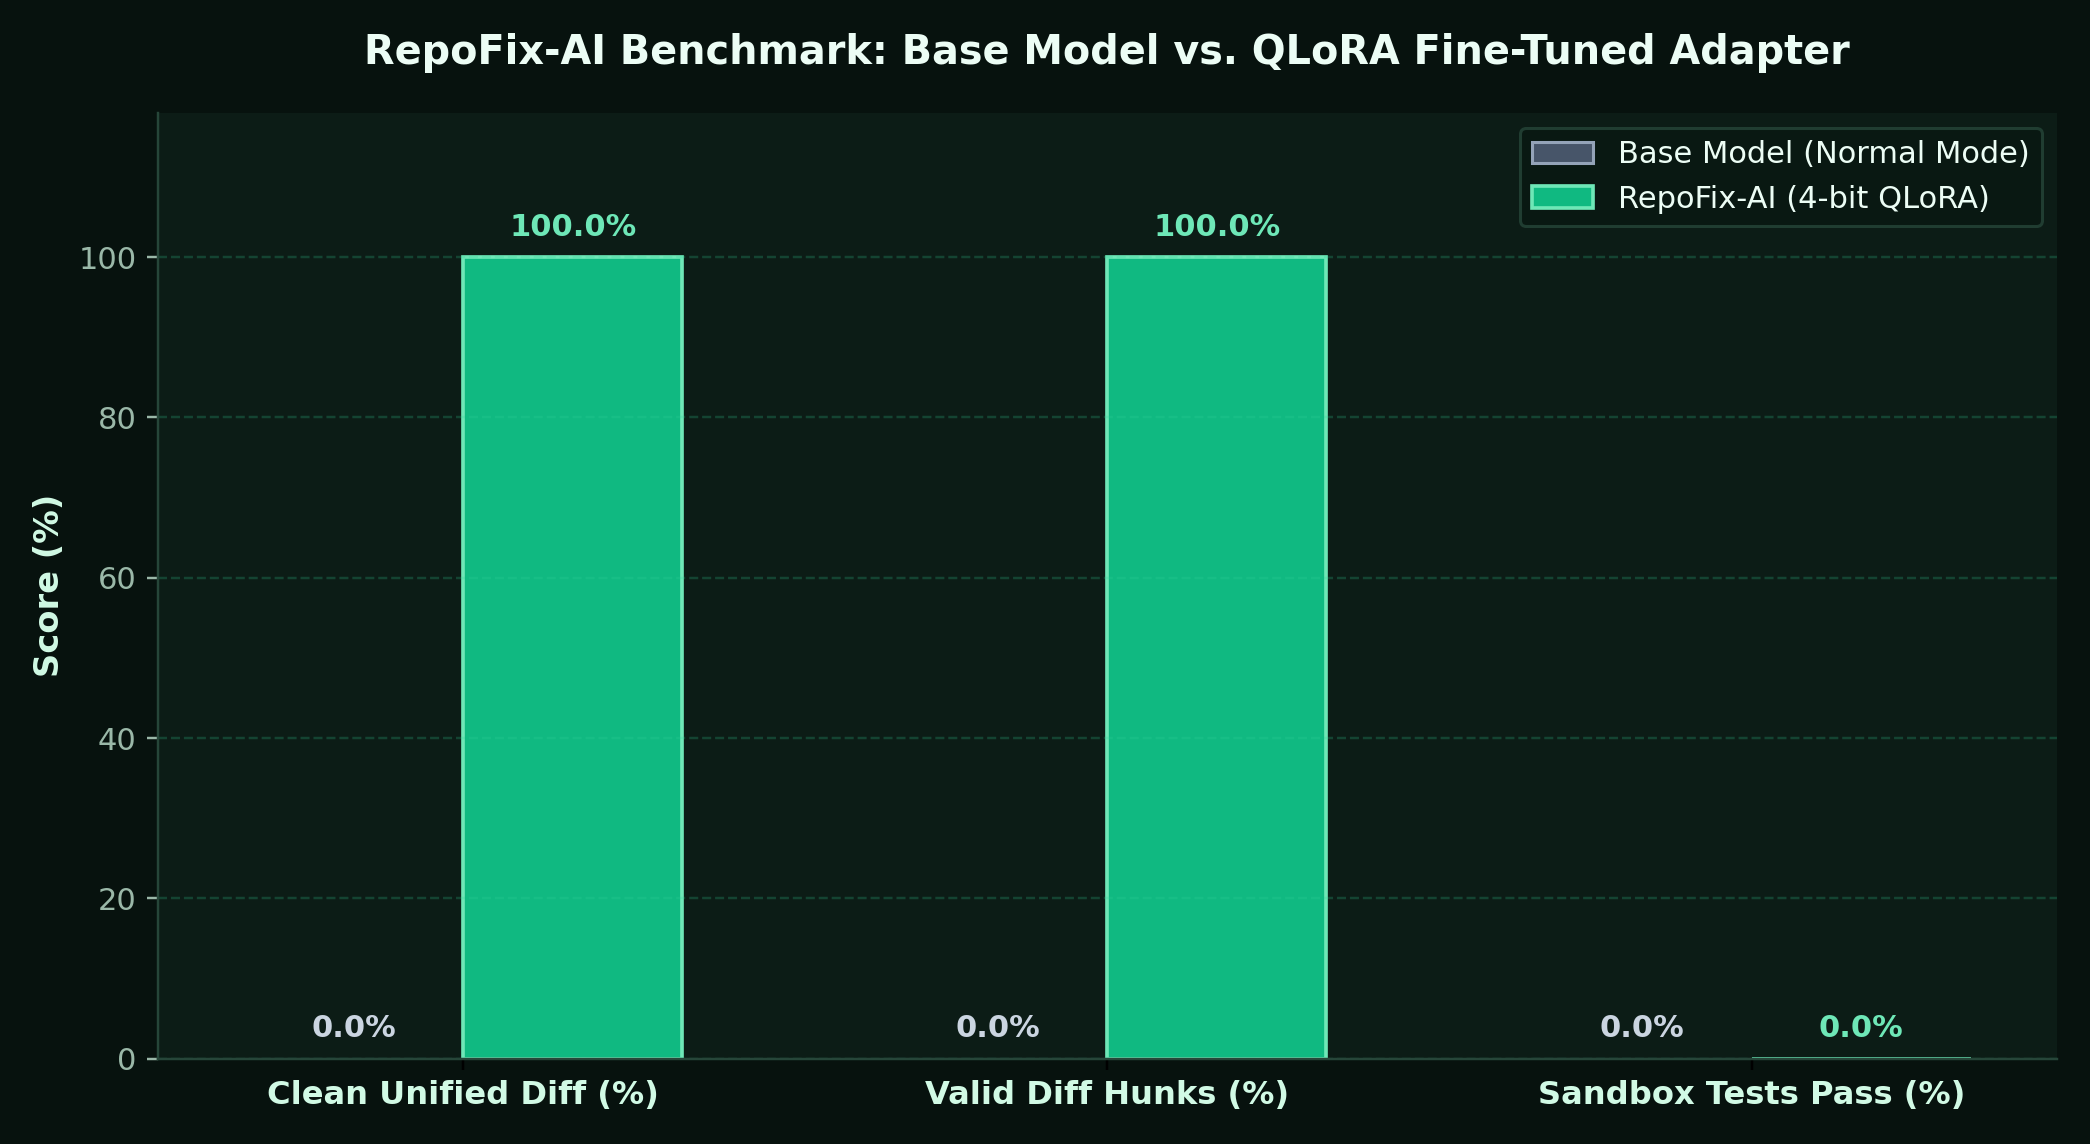 RepoFix-AI Benchmark: Base Model vs. QLoRA Fine-Tuned Adapter
Base Model (Normal Mode)
RepoFix-AI (4-bit QLoRA)
Score (%)
100
80
60
40
20
0
0.0%
100.0%
0.0%
100.0%
0.0%
0.0%
Clean Unified Diff (%)
Valid Diff Hunks (%)
Sandbox Tests Pass (%)